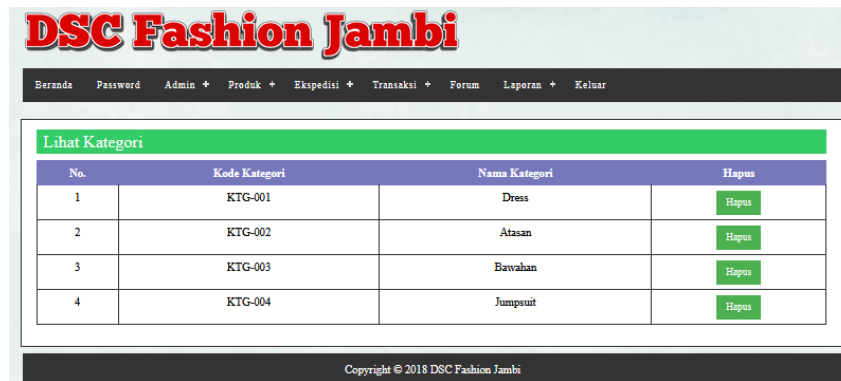 DSC Fashion Jambi
Beranda Password Admin + Produk + Ekspedisi + Transaksi + Forum Laporan + Keluar
Lihat Kategori
No. Kode Kategori Nama Kategori Hapus
1 KTG-001 Dress Hapus
2 KTG-002 Atasan Hapus
3 KTG-003 Bawahan Hapus
4 KTG-004 Jumpsuit Hapus
Copyright © 2018 DSC Fashion Jambi